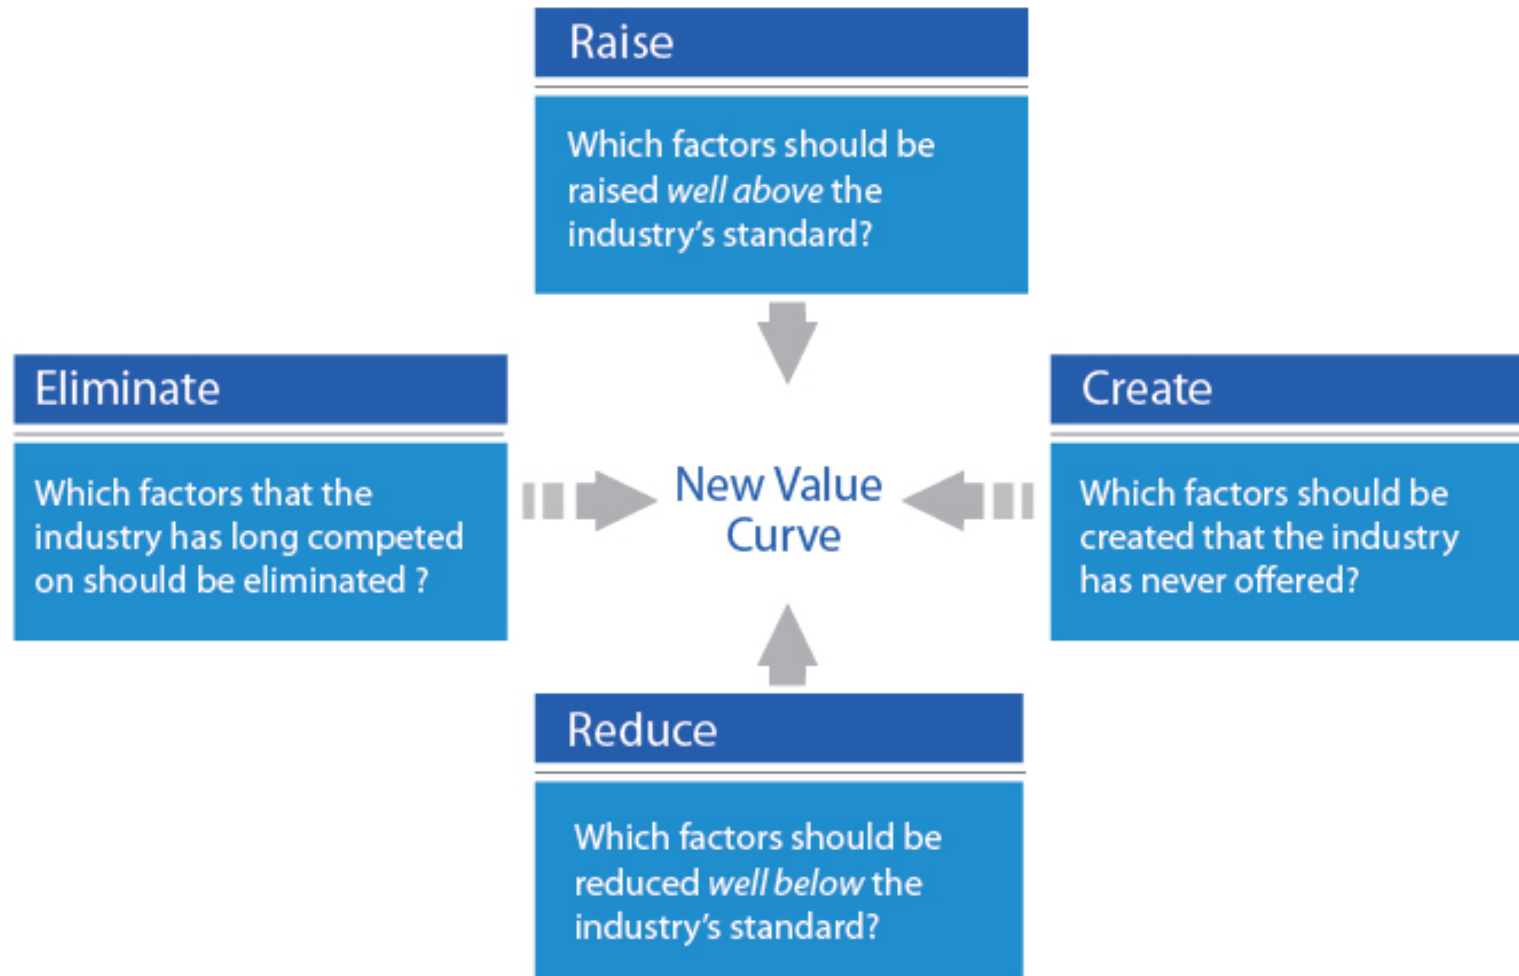 Raise
Which factors should be
raised well above the
industry's standard?
Eliminate
Which factors that the
industry has long competed
on should be eliminated ?
New Value
Curve
Create
Which factors should be
created that the industry
has never offered?
Reduce
Which factors should be
reduced well below the
industry's standard?